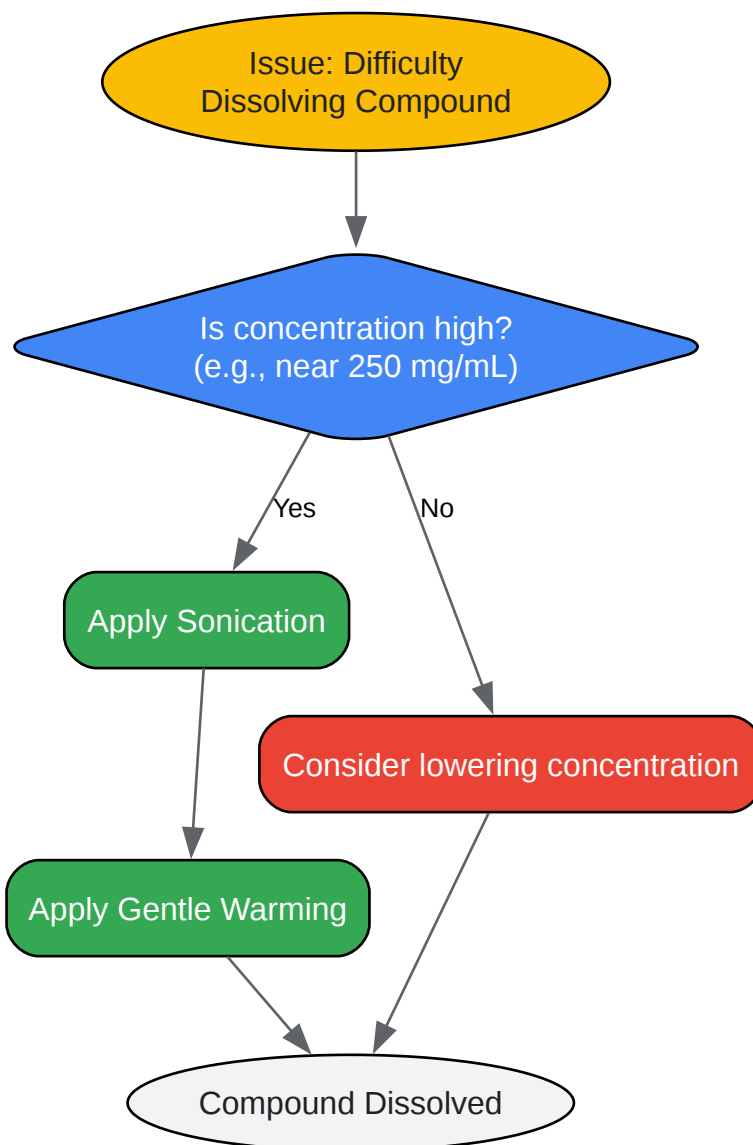 Issue: Difficulty
Dissolving Compound
Is concentration high?
(e.g., near 250 mg/mL)
Yes
No
Apply Sonication
Consider lowering concentration
Apply Gentle Warming
Compound Dissolved